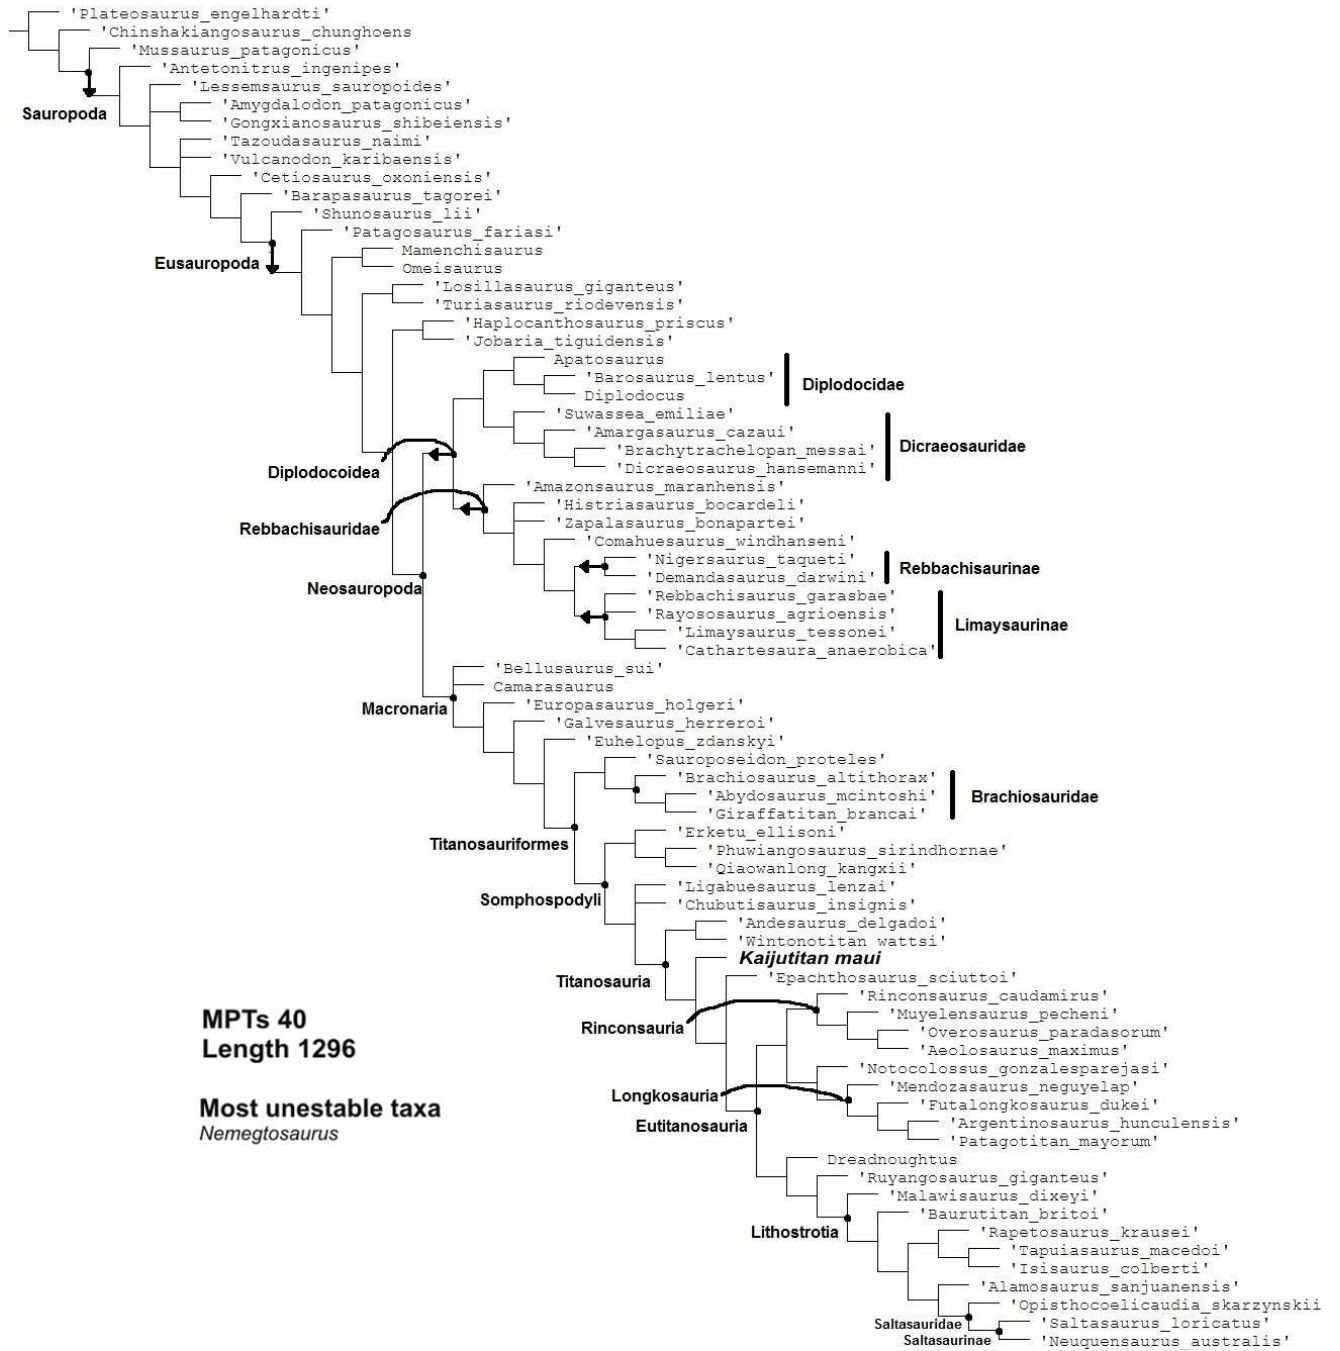 'Plateosaurus_engelhardti'
'Chinshakiangosaurus_chunghoens
'Mussaurus_patagonicus'
'Antetonitrus_ingenipes'
'Lessemsaurus_sauropoides'
Sauropoda
'Amygdalodon_patagonicus'
'Gongxianosaurus_shibeiensis'
'Tazoudasaurus_naimi'
'Vulcanodon_karibaensis'
'Cetiosaurus_oxoniensis'
'Barapasaurus_tagorei'
'Shunosaurus_lii'
'Patagosaurus_fariasi'
Mamenchisaurus
Eusauropoda
Omeisaurus
'Losillasaurus_giganteus'
'Turiasaurus_riodevensis'
'Haplocanthosaurus_priscus'
'Jobaria_tiguidensis'
Apatosaurus
'Barosaurus_lentus'
Diplodocidae
Diplodocus
'Suwassea_emiliae'
'Amargasaurus_cazaui'
Dicraeosauridae
'Brachytrachelopan_messai'
'Dicraeosaurus_hansemanni'
Diplodocoidea
'Amazonsaurus_maranhensis'
'Histriasaurus_bocardeli'
'Zapalasaurus_bonapartei'
Rebbachisauridae
'Comahuesaurus_windhanseni'
'Nigersaurus_taqueti'
Rebbachisaurinae
'Demandasaurus_darwini'
Neosauropoda
'Rebbachisaurus_garasbae'
'Rayososaurus_agrioensis'
Limaysaurinae
'Limaysaurus_tessonei'
'Cathartesaura_anaerobica'
'Bellusaurus_sui'
Camarasaurus
'Europasaurus_holgeri'
Macronaria
'Galvesaurus_herreroi'
'Euhelopus_zdanskyi'
'Sauroposeidon_proteles'
'Brachiosaurus_altithorax'
'Abydosaurus_mcintoshi'
Brachiosauridae
'Giraffatitan_brancai'
'Erketu_ellisoni'
Titanosauriformes
'Phuwiangosaurus_sirindhornae'
'Qiaowanlong_kangxii'
'Ligabuesaurus_lenzai'
Somphospodyli
'Chubutisaurus_insignis'
'Andesaurus_delgadoi'
'Wintonotitan_wattsi'
Kaijutitan maui
'Epachthosaurus_sciuttoi'
Titanosauria
'Rinconsaurus_caudamirus'
'Muyelensaurus_pecheni'
MPTs 40
Rinconsauria
'Overosaurus_paradasorum'
Length 1296
'Aeolosaurus_maximus'
'Notocolossus_gonzalesparejasi'
'Mendozasaurus_neguyelap'
Longkosauria
'Futalongkosaurus_dukei'
Most unestable taxa
'Argentinosaurus_hunculensis'
Eutitanosauria
Nemegtosaurus
'Patagotitan_mayorum'
Dreadnoughtus
'Ruyangosaurus_giganteus'
'Malawisaurus_dixeyi'
'Baurutitan_britoi'
Lithostrotia
'Rapetosaurus_krausei'
'Tapuiasaurus_macedoi'
'Isisaurus_colberti'
'Alamosaurus_sanjuanensis'
'Opisthocoelicaudia_skarzynskii
Saltasauridae
'Saltasaurus_loricatus'
Saltasaurinae
'Neuquensaurus_australis'